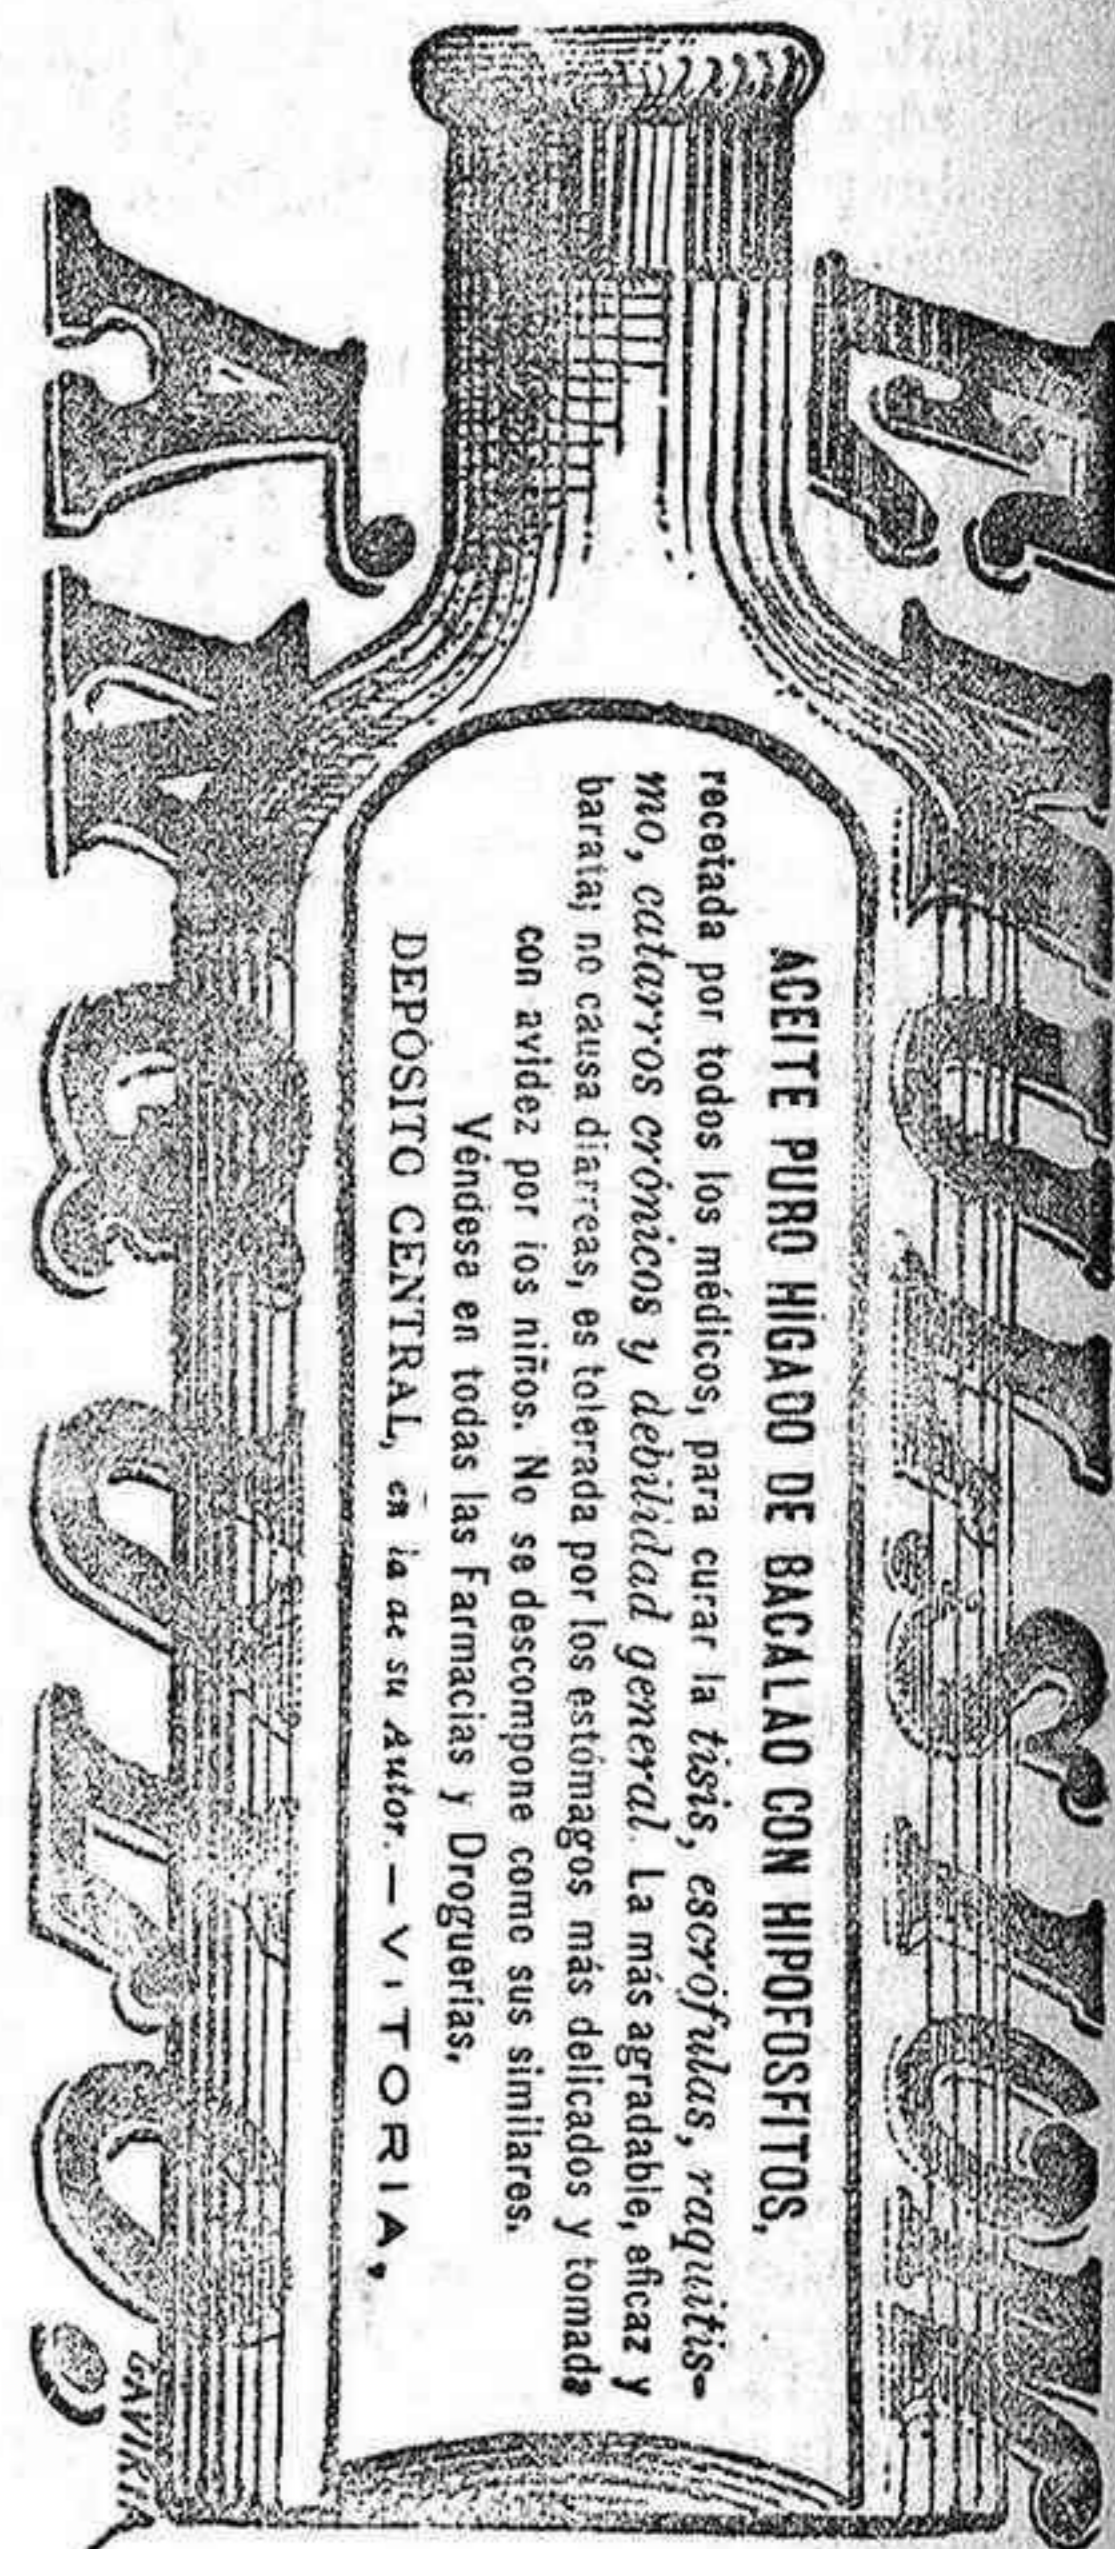 ACEITE PURO HIGADO DE BACALAO CON HIPOFOSFITOS,
recetada por todos los médicos, para curar la tisis, escrófulas, raquitis-
mo, catarros crónicos y debilidad general. La más agradable, eficaz y
barata; no causa diarreas, es tolerada por los estómagos más delicados y tomada
con avidez por los niños. No se descompone como sus similares.
Véndese en todas las Farmacias y Droguerías,
DEPÓSITO CENTRAL, en la de su Autor.—VITORIA,
GAVIRIA